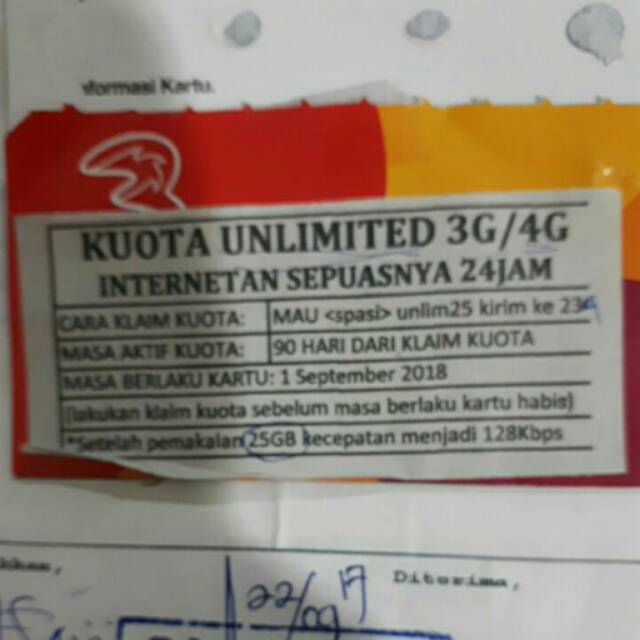 Informasi Kartu.
KUOTA UNLIMITED 3G/4G
INTERNETAN SEPUASNYA 24JAM
CARA KLAIM KUOTA: MAU <spasi> unlim25 kirim ke 234
MASA AKTIF KUOTA: 90 HARI DARI KLAIM KUOTA
MASA BERLAKU KARTU: 1 September 2018
(lakukan klaim kuota sebelum masa berlaku kartu habis)
*Setelah pemakaian 25GB kecepatan menjadi 128Kbps
22/09 17
Diterima,